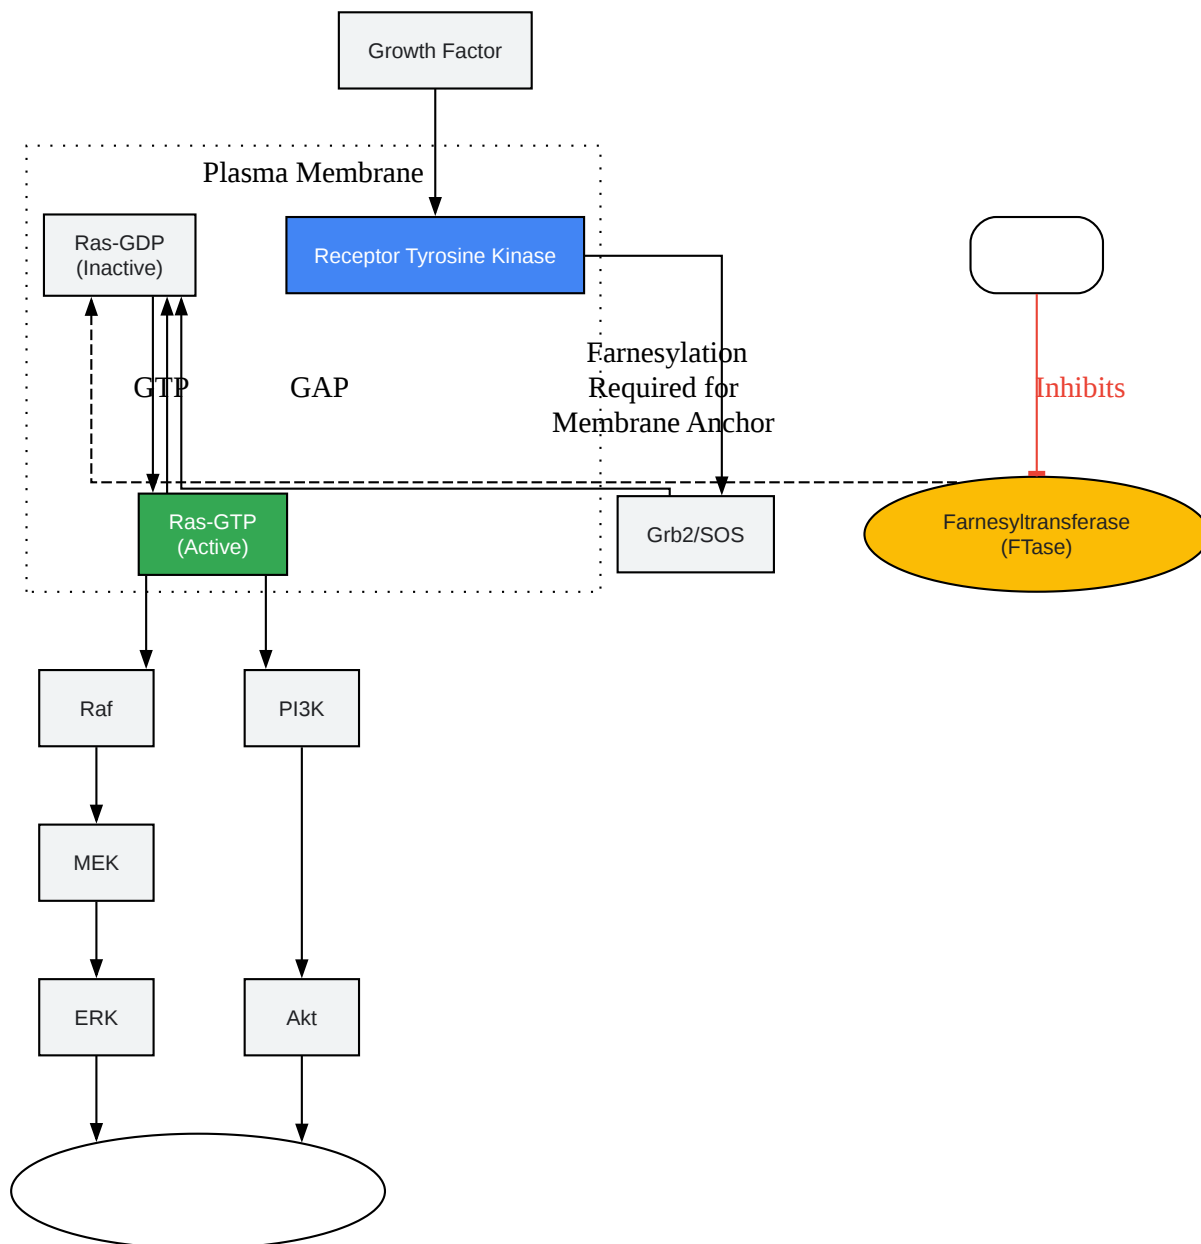 Growth Factor
Plasma Membrane
Ras-GDP
(Inactive)
Receptor Tyrosine Kinase
GTP
GAP
Farnesylation
Required for
Membrane Anchor
Inhibits
Ras-GTP
(Active)
Grb2/SOS
Farnesyltransferase
(FTase)
Raf
PI3K
MEK
ERK
Akt